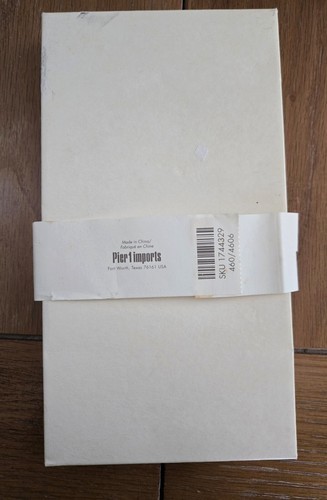 Made in China/
Fabriqué en Chine
Pier 1 imports
Fort Worth, Texas 76161 USA
SKU 1744329
460/4606